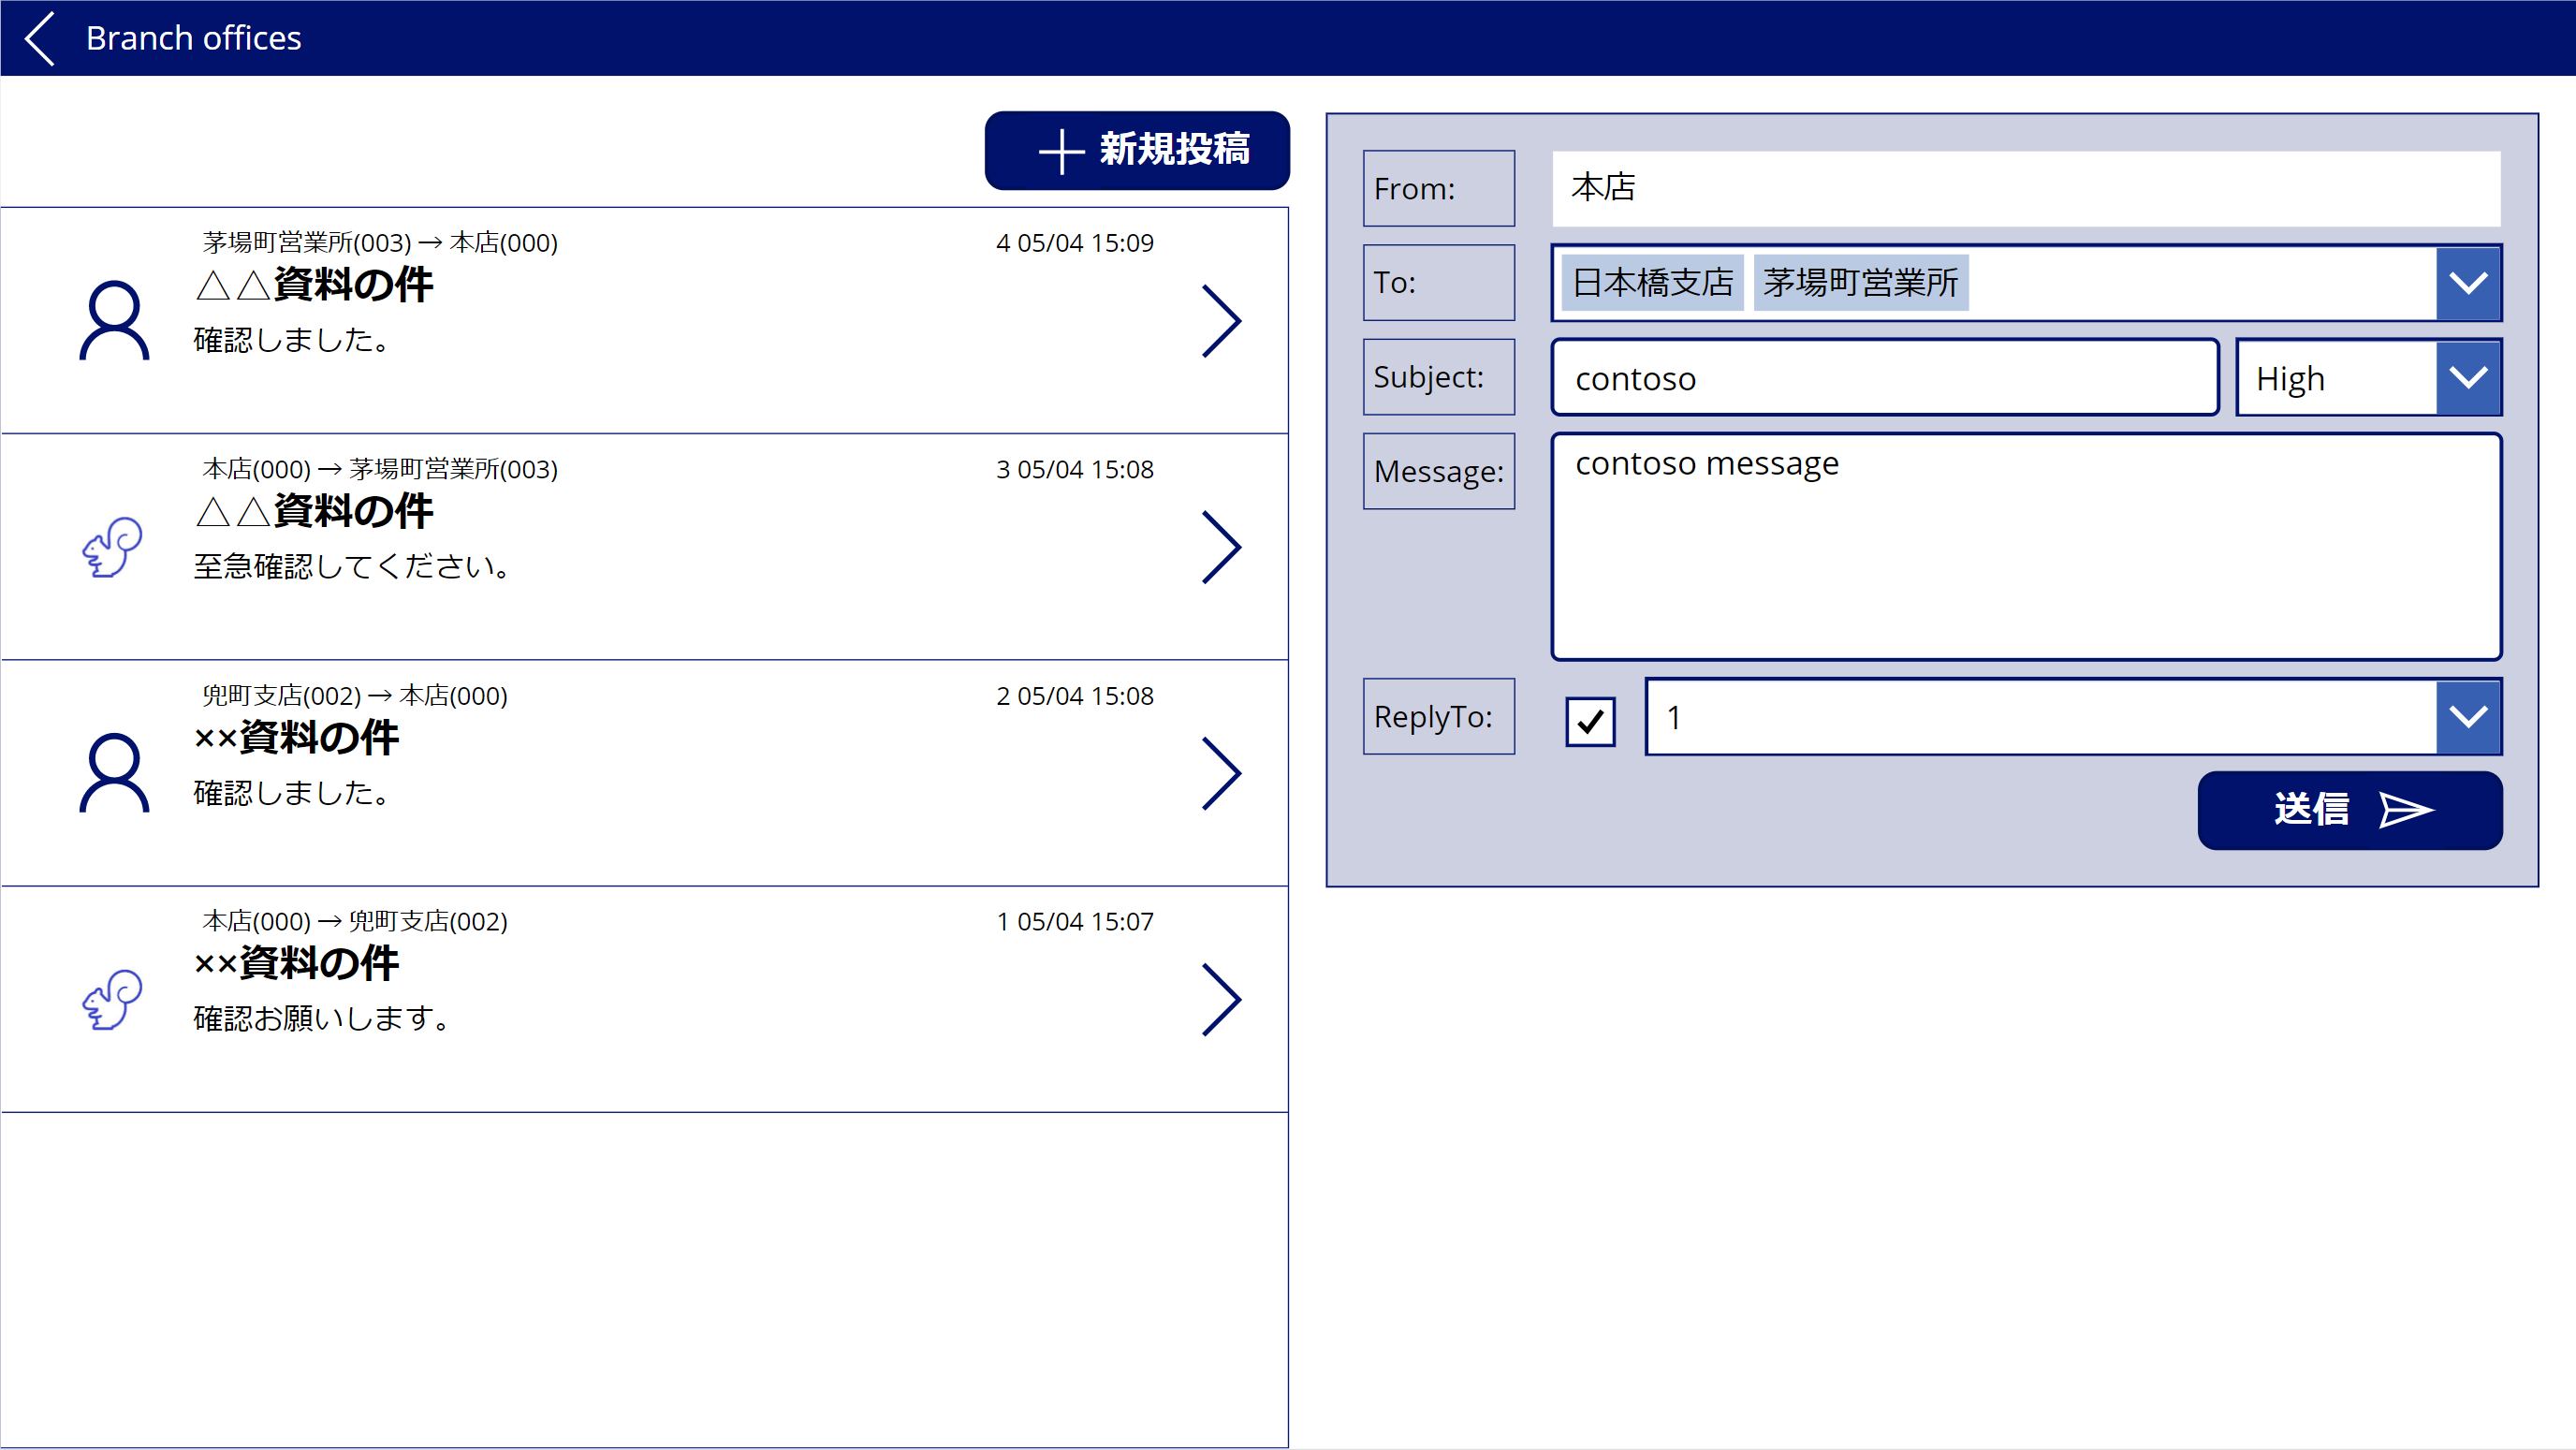 Branch offices
新規投稿
茅場町営業所(003) → 本店(000)
4 05/04 15:09
△△資料の件
確認しました。
本店(000) → 茅場町営業所(003)
3 05/04 15:08
△△資料の件
至急確認してください。
兜町支店(002) → 本店(000)
2 05/04 15:08
××資料の件
確認しました。
本店(000) → 兜町支店(002)
1 05/04 15:07
××資料の件
確認お願いします。
From: 本店
To: 日本橋支店 茅場町営業所
Subject: contoso High
Message: contoso message
ReplyTo: 1
送信